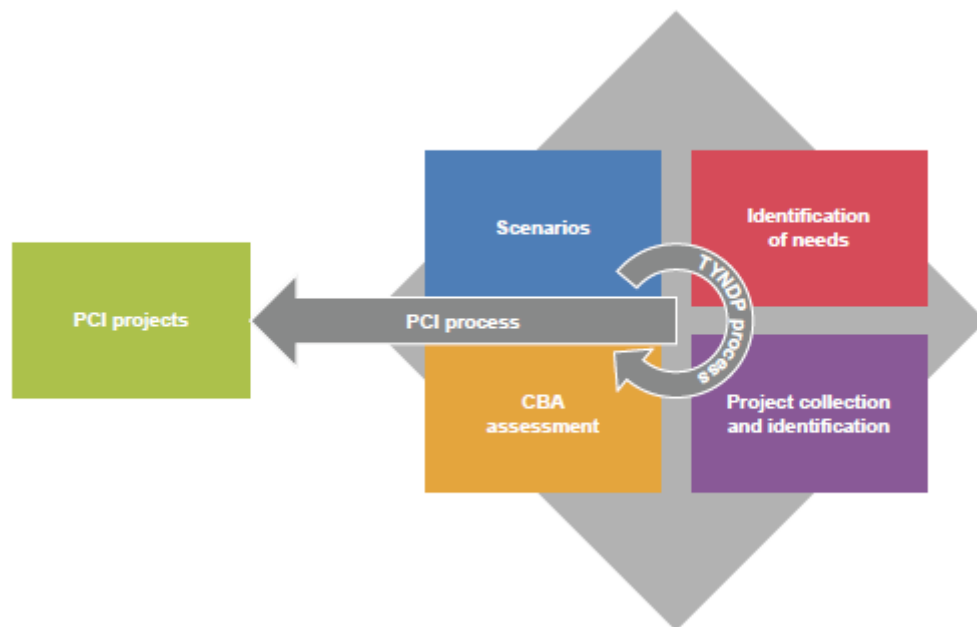 Scenarios
Identification
of needs
TYNDP process
PCI projects
PCI process
CBA
assessment
Project collection
and identification